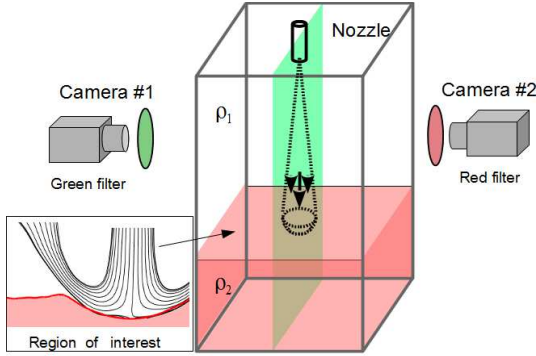 Nozzle
Camera #1
Camera #2
ρ1
Green filter
Red filter
ρ2
Region of interest